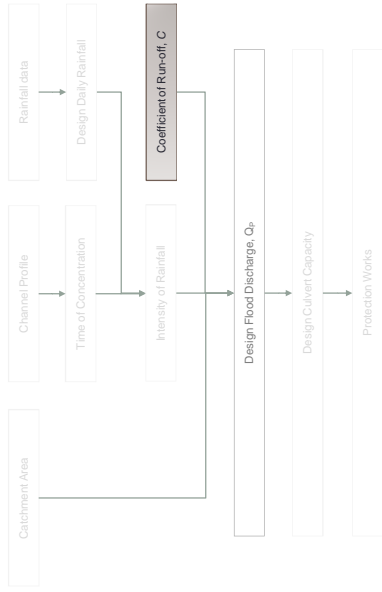 Catchment Area
Channel Profile
Rainfall data
Time of Concentration
Design Daily Rainfall
Intensity of Rainfall
Coefficient of Run-off, C
Design Flood Discharge, QP
Design Culvert Capacity
Protection Works